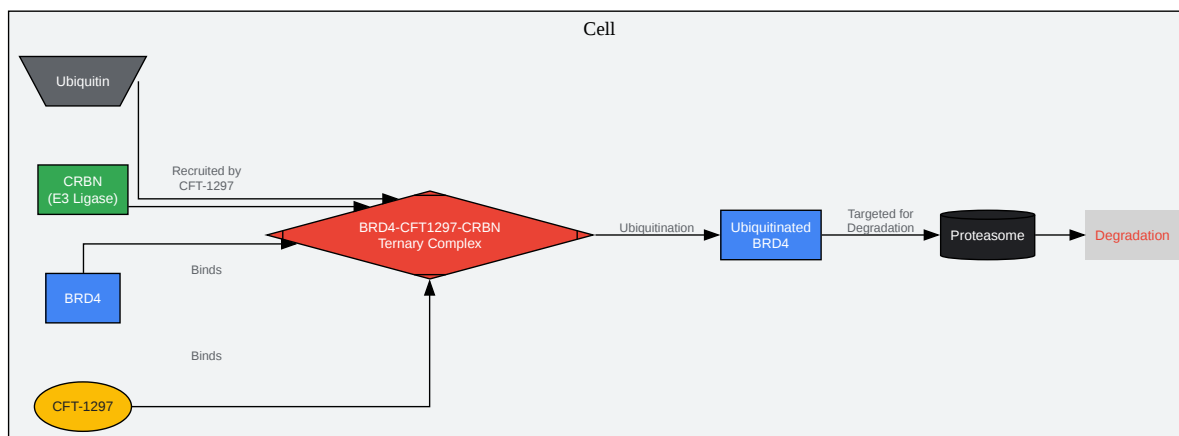 Cell
Ubiquitin
CRBN
(E3 Ligase)
Recruited by
CFT-1297
BRD4-CFT1297-CRBN
Ternary Complex
Ubiquitination
Ubiquitinated
BRD4
Targeted for
Degradation
Proteasome
Degradation
Binds
BRD4
Binds
CFT-1297